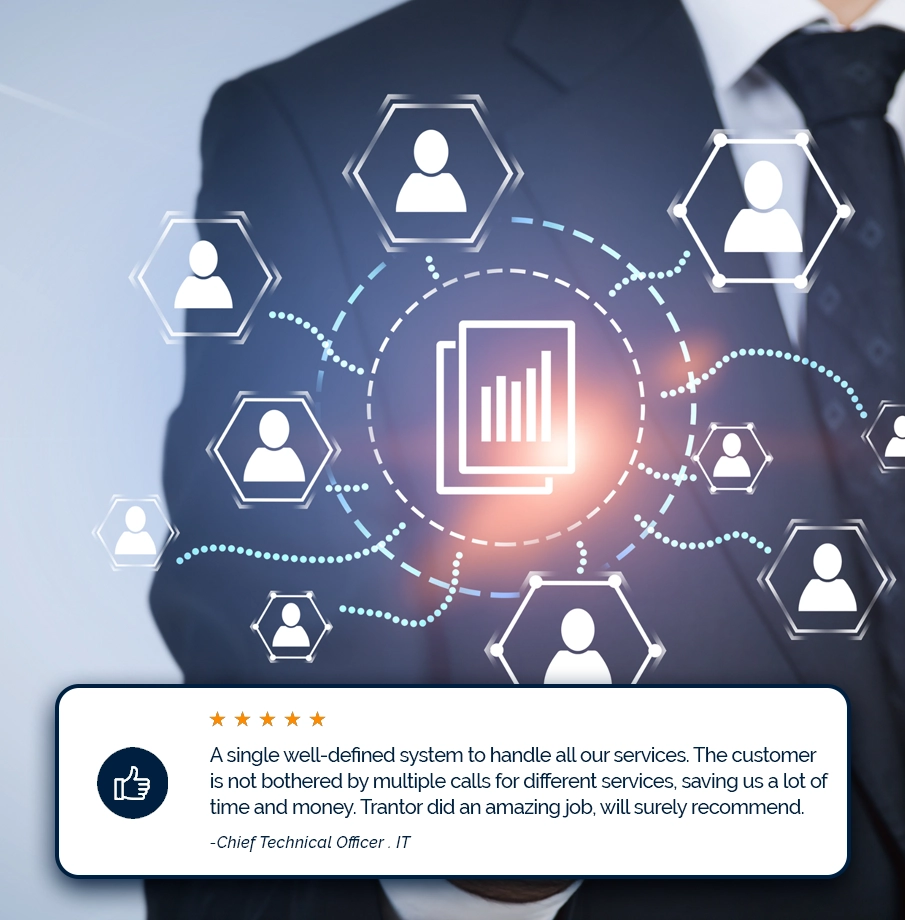 A single well-defined system to handle all our services. The customer
is not bothered by multiple calls for different services, saving us a lot of
time and money. Trantor did an amazing job, will surely recommend.
-Chief Technical Officer . IT